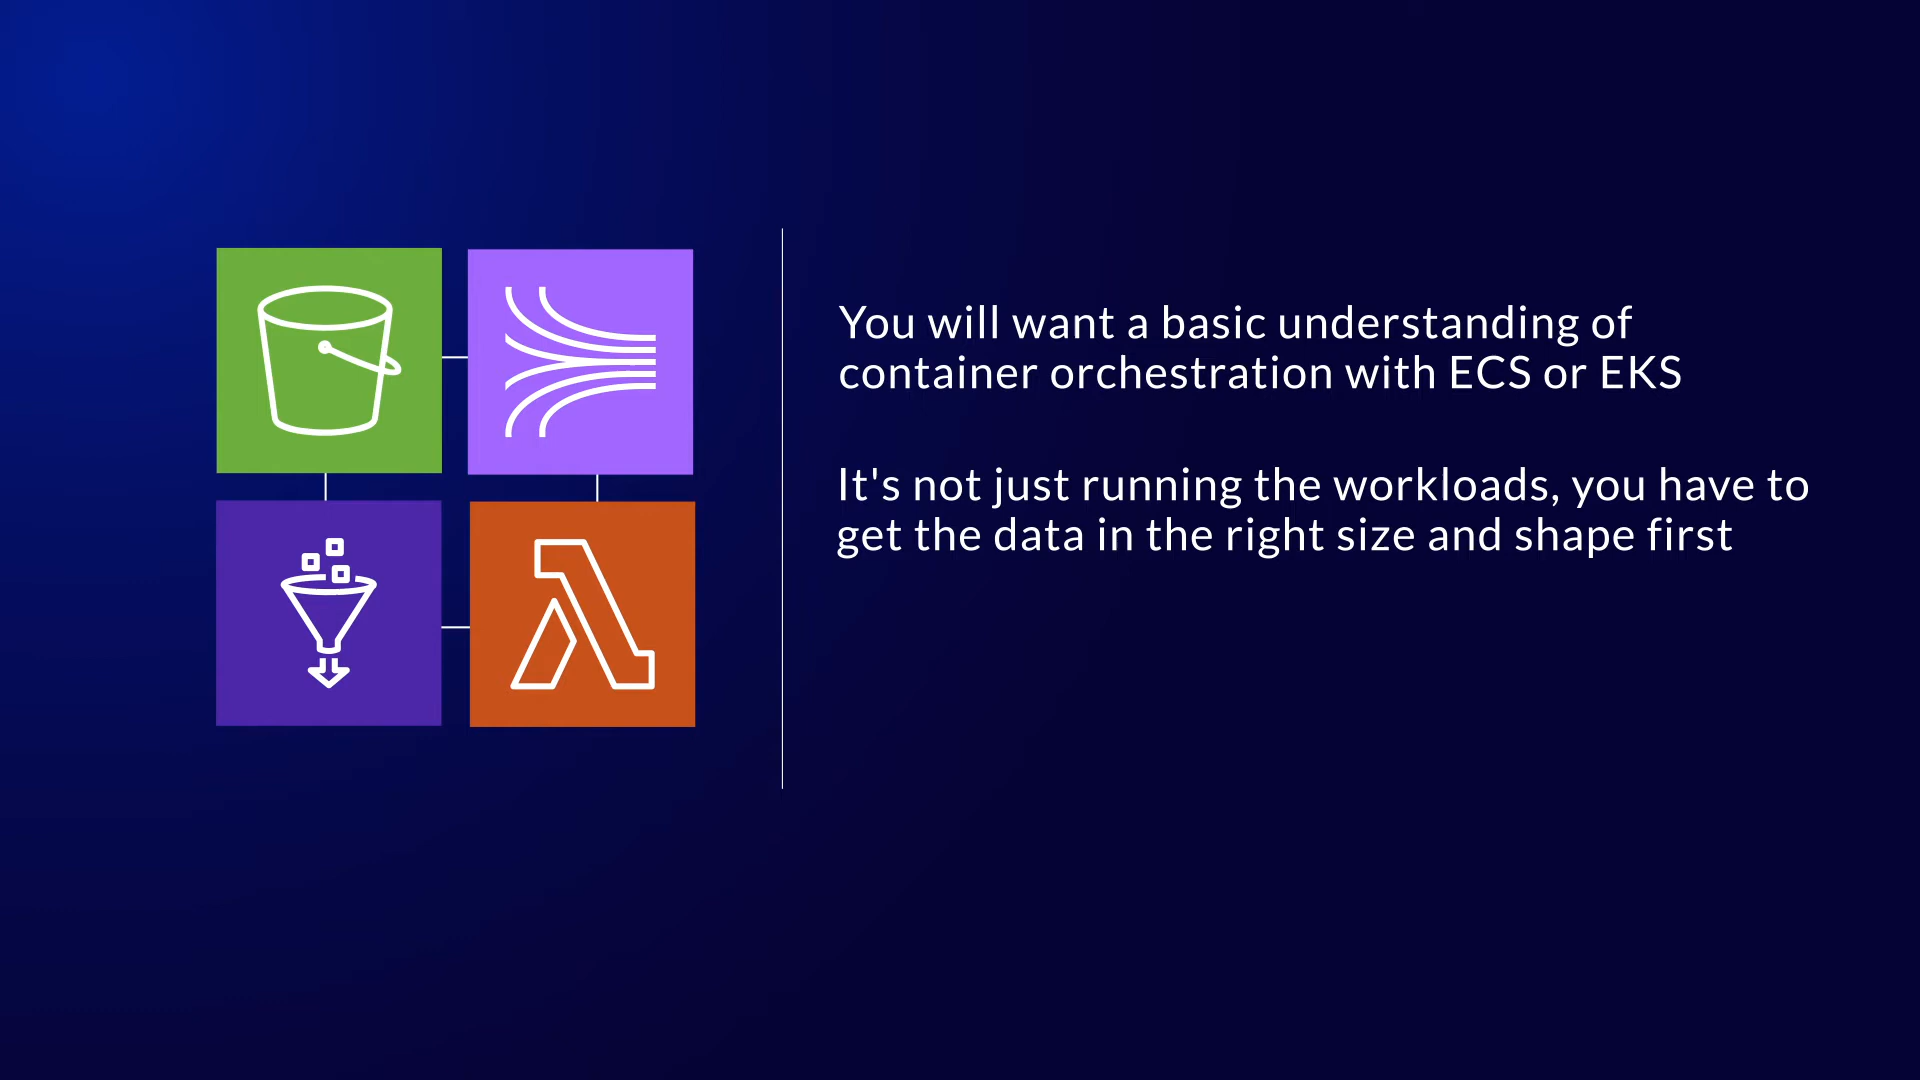 You will want a basic understanding of
container orchestration with ECS or EKS
It's not just running the workloads, you have to
get the data in the right size and shape first